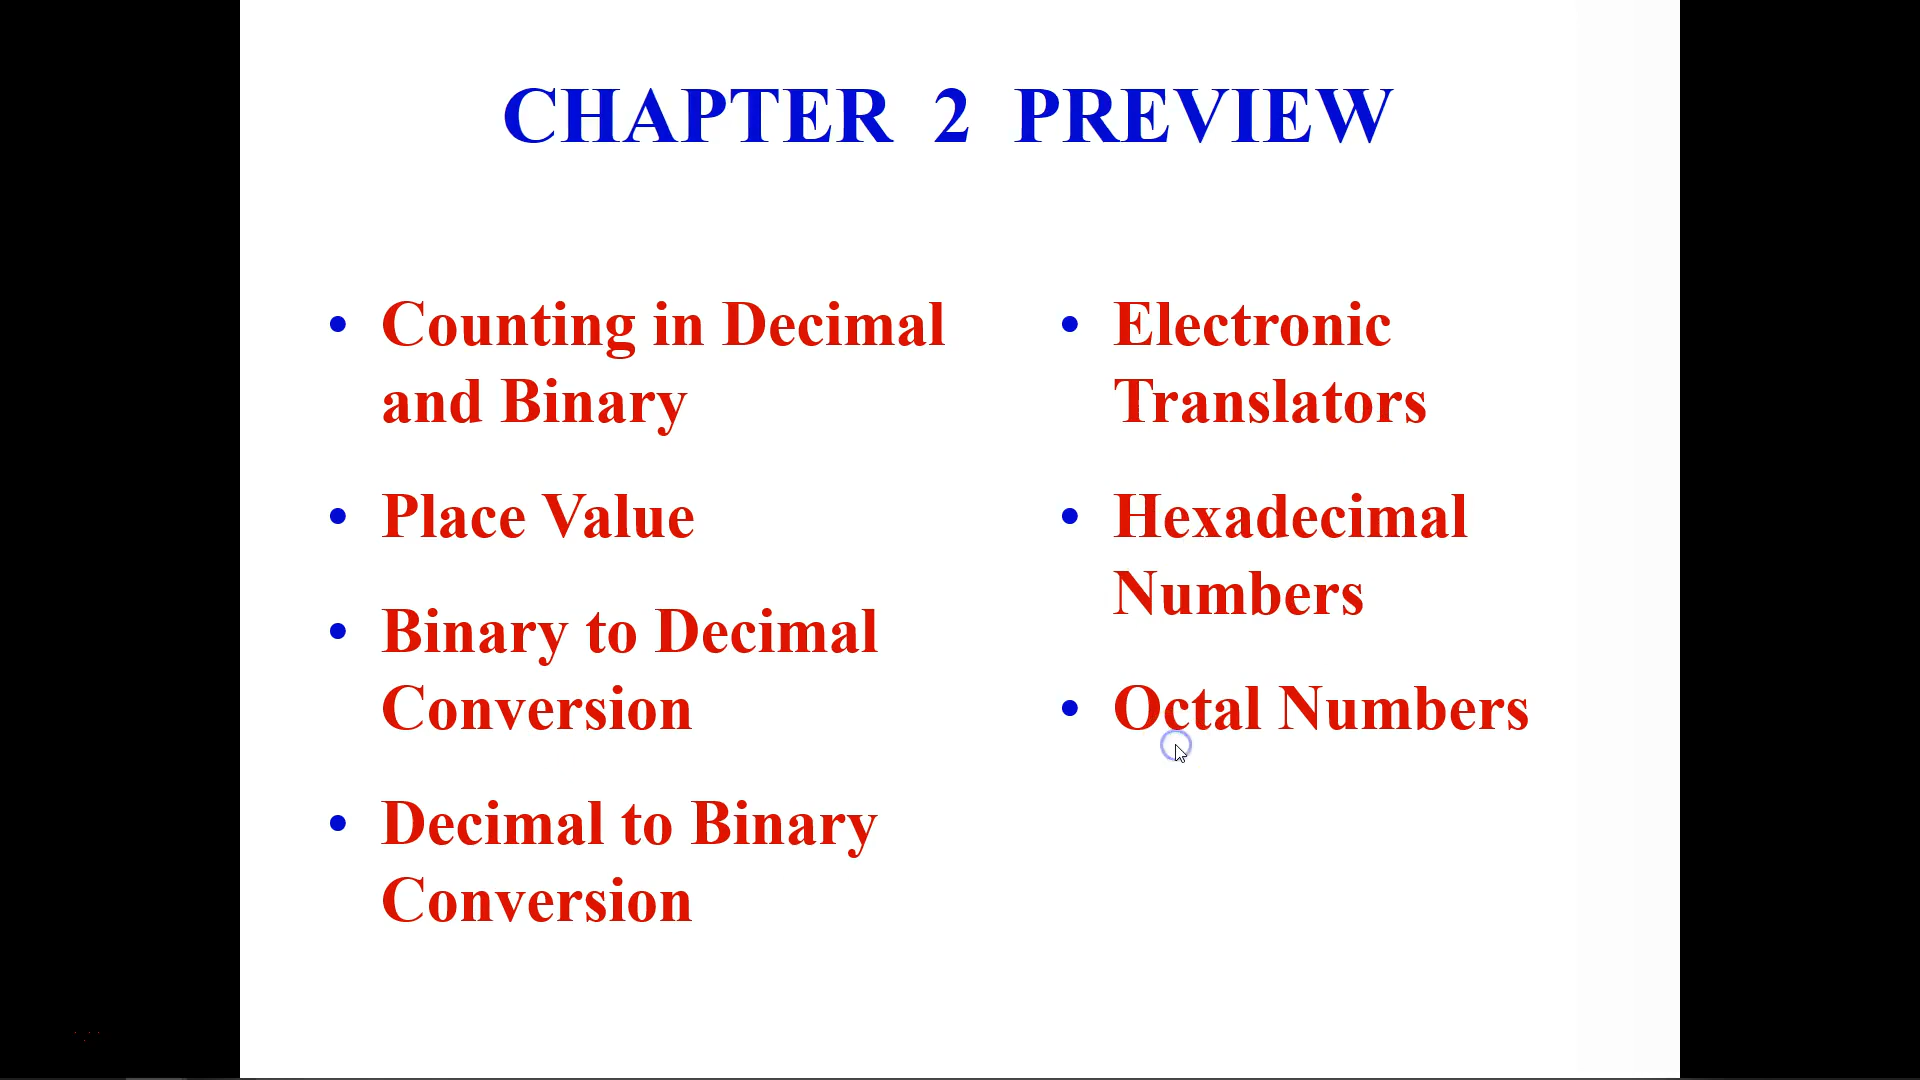 CHAPTER 2 PREVIEW
• Counting in Decimal
and Binary
• Place Value
• Binary to Decimal
Conversion
• Decimal to Binary
Conversion
• Electronic
Translators
• Hexadecimal
Numbers
• Octal Numbers